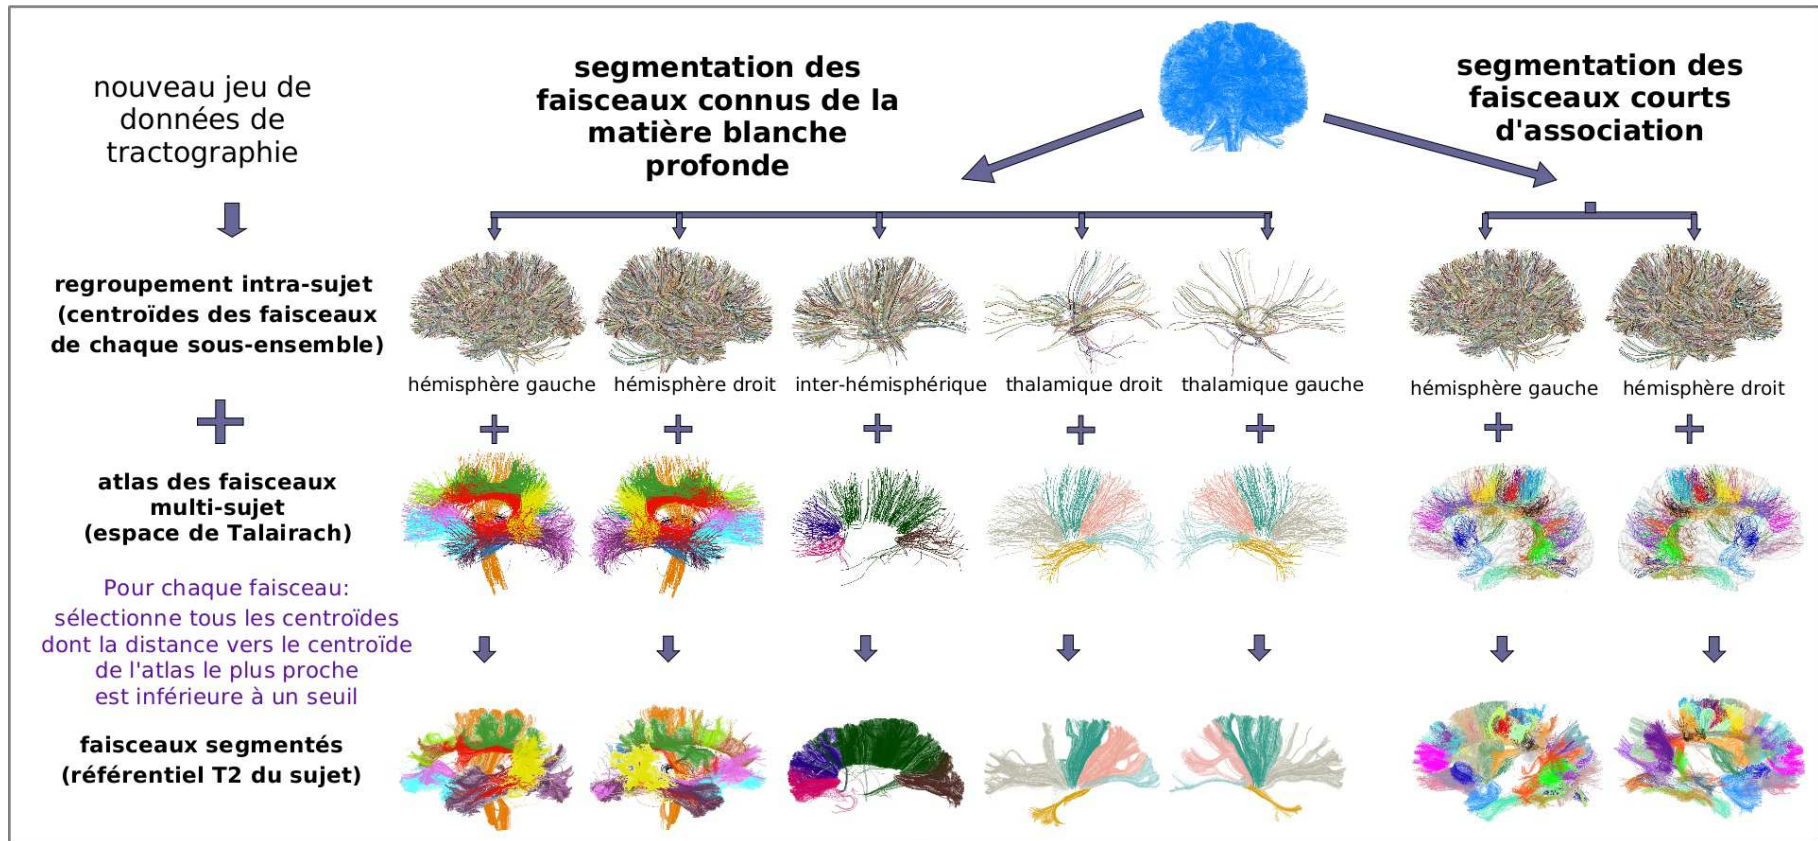 nouveau jeu de
données de
tractographie
segmentation des
faisceaux connus de la
matière blanche
profonde
segmentation des
faisceaux courts
d'association
regroupement intra-sujet
(centroïdes des faisceaux
de chaque sous-ensemble)
hémisphère gauche
hémisphère droit
inter-hémisphérique
thalamique droit
thalamique gauche
hémisphère gauche
hémisphère droit
atlas des faisceaux
multi-sujet
(espace de Talairach)
Pour chaque faisceau:
sélectionne tous les centroïdes
dont la distance vers le centroïde
de l'atlas le plus proche
est inférieure à un seuil
faisceaux segmentés
(référentiel T2 du sujet)